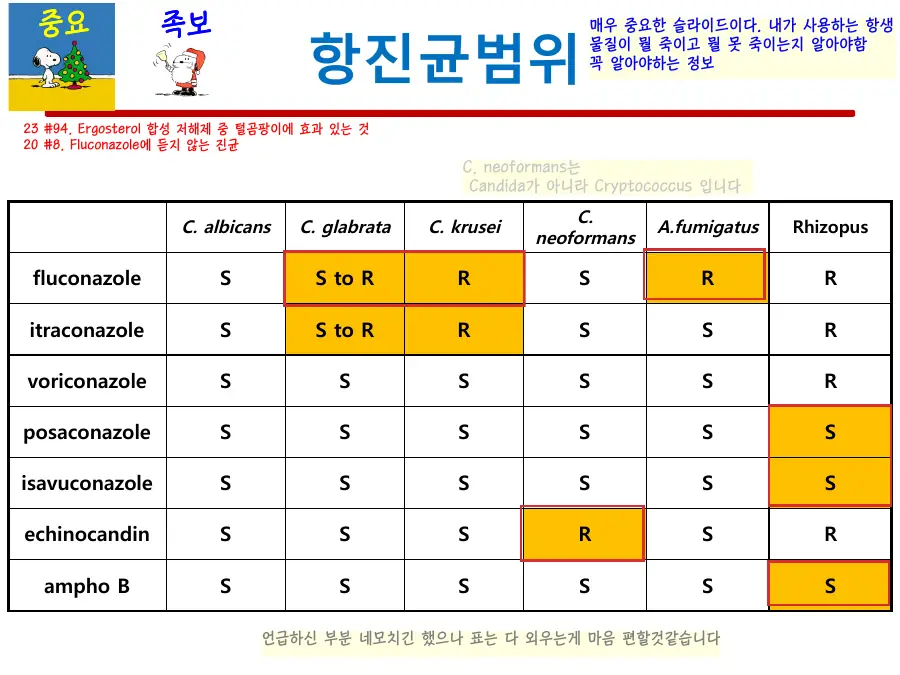 중요
족보
항진균범위
매우 중요한 슬라이드이다. 내가 사용하는 항생
물질이 뭘 죽이고 뭘 못 죽이는지 알아야함
꼭 알아야하는 정보
23 #94. Ergosterol 합성 저해제 중 털곰팡이에 효과 있는 것
20 #8. Fluconazole에 듣지 않는 진균
C. neoformans는
Candida가 아니라 Cryptococcus 입니다
C. albicans C. glabrata C. krusei C. neoformans A.fumigatus Rhizopus
fluconazole S S to R R S R R
itraconazole S S to R R S S R
voriconazole S S S S S R
posaconazole S S S S S S
isavuconazole S S S S S S
echinocandin S S S R S R
ampho B S S S S S S
언급하신 부분 네모치긴 했으나 표는 다 외우는게 마음 편할것같습니다